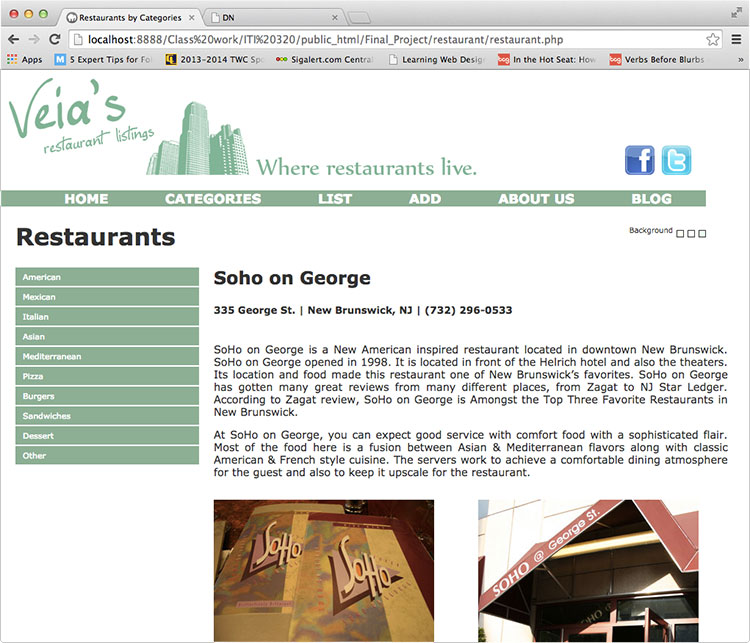 Restaurants by Categories
DN
localhost:8888/Class%20work/ITI%20320/public_html/Final_Project/restaurant/restaurant.php
Apps
5 Expert Tips for Fol
2013-2014 TWC Spo
Sigalert.com Central
Learning Web Design
bcg
In the Hot Seat: How
bcg
Verbs Before Blurbs
»
Veia's
restaurant listings
Where restaurants live.
HOME CATEGORIES LIST ADD ABOUT US BLOG
Restaurants
Background
American
Mexican
Italian
Asian
Mediterranean
Pizza
Burgers
Sandwiches
Dessert
Other
Soho on George
335 George St. | New Brunswick, NJ | (732) 296-0533
SoHo on George is a New American inspired restaurant located in downtown New Brunswick.
SoHo on George opened in 1998. It is located in front of the Helrich hotel and also the theaters.
Its location and food made this restaurant one of New Brunswick's favorites. SoHo on George
has gotten many great reviews from many different places, from Zagat to NJ Star Ledger.
According to Zagat review, SoHo on George is Amongst the Top Three Favorite Restaurants in
New Brunswick.
At SoHo on George, you can expect good service with comfort food with a sophisticated flair.
Most of the food here is a fusion between Asian & Mediterranean flavors along with classic
American & French style cuisine. The servers work to achieve a comfortable dining atmosphere
for the guest and also to keep it upscale for the restaurant.
SoHo
SoHo
SOHO @ George St.